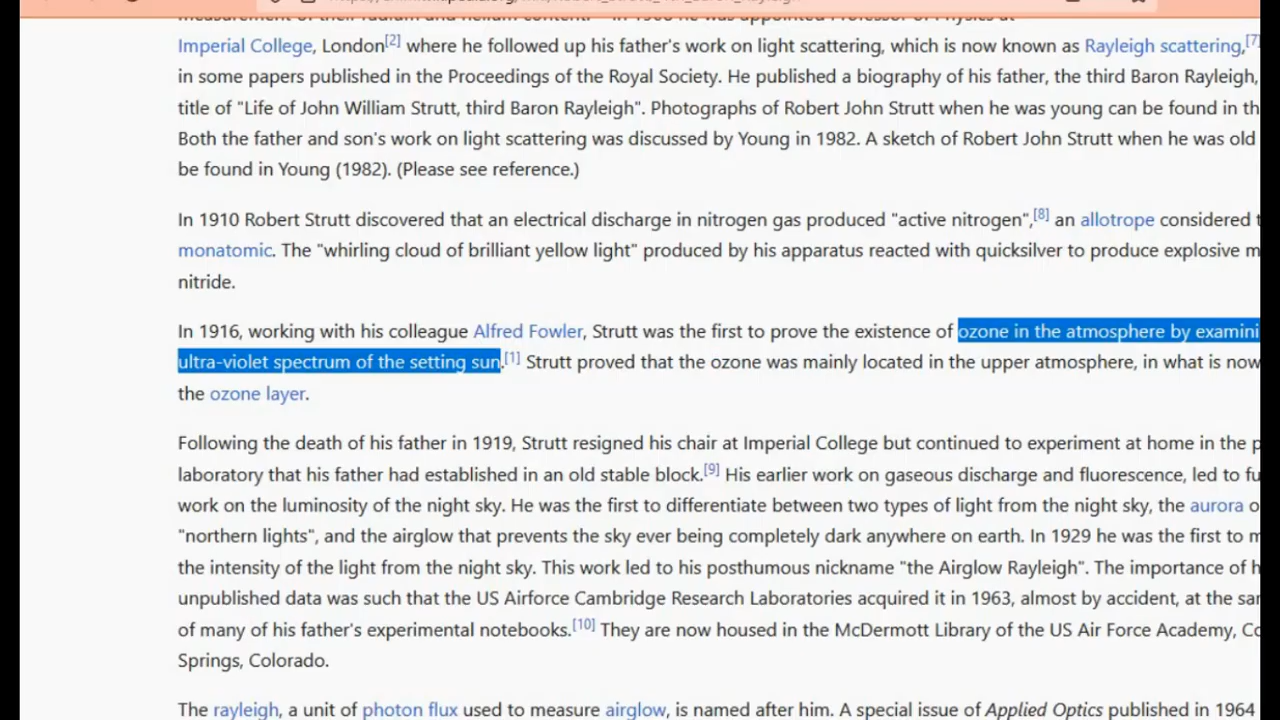 measurement of their radium and helium content. In 1908 he was appointed Professor of Physics at
Imperial College, London[2] where he followed up his father's work on light scattering, which is now known as Rayleigh scattering,[7]
in some papers published in the Proceedings of the Royal Society. He published a biography of his father, the third Baron Rayleigh,
title of "Life of John William Strutt, third Baron Rayleigh". Photographs of Robert John Strutt when he was young can be found in th
Both the father and son's work on light scattering was discussed by Young in 1982. A sketch of Robert John Strutt when he was old
be found in Young (1982). (Please see reference.)
In 1910 Robert Strutt discovered that an electrical discharge in nitrogen gas produced "active nitrogen",[8] an allotrope considered t
monatomic. The "whirling cloud of brilliant yellow light" produced by his apparatus reacted with quicksilver to produce explosive m
nitride.
In 1916, working with his colleague Alfred Fowler, Strutt was the first to prove the existence of ozone in the atmosphere by examini
ultra-violet spectrum of the setting sun.[1] Strutt proved that the ozone was mainly located in the upper atmosphere, in what is now
the ozone layer.
Following the death of his father in 1919, Strutt resigned his chair at Imperial College but continued to experiment at home in the p
laboratory that his father had established in an old stable block.[9] His earlier work on gaseous discharge and fluorescence, led to fu
work on the luminosity of the night sky. He was the first to differentiate between two types of light from the night sky, the aurora o
"northern lights", and the airglow that prevents the sky ever being completely dark anywhere on earth. In 1929 he was the first to m
the intensity of the light from the night sky. This work led to his posthumous nickname "the Airglow Rayleigh". The importance of h
unpublished data was such that the US Airforce Cambridge Research Laboratories acquired it in 1963, almost by accident, at the sam
of many of his father's experimental notebooks.[10] They are now housed in the McDermott Library of the US Air Force Academy, Co
Springs, Colorado.
The rayleigh, a unit of photon flux used to measure airglow, is named after him. A special issue of Applied Optics published in 1964